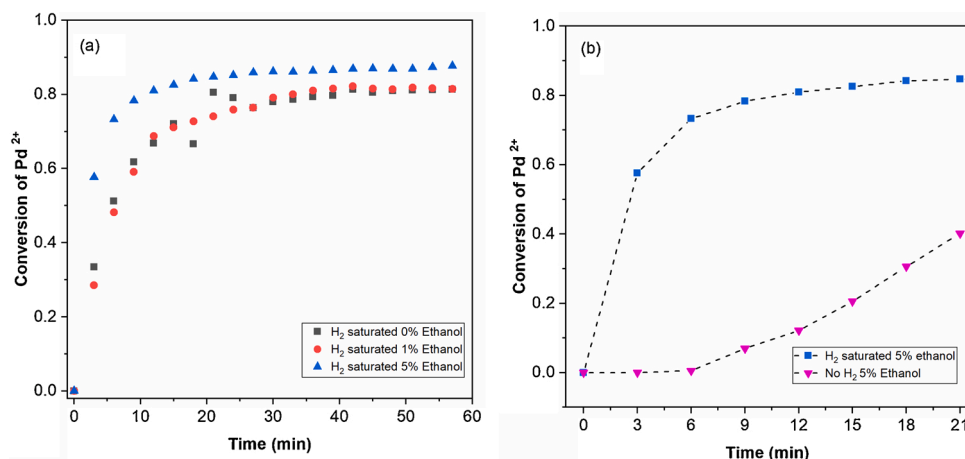 (a)
Conversion of Pd 2+
1.0
0.8
0.6
0.4
0.2
0.0
H2 saturated 0% Ethanol
H2 saturated 1% Ethanol
H2 saturated 5% Ethanol
0 10 20 30 40 50 60
Time (min)
(b)
Conversion of Pd 2+
1.0
0.8
0.6
0.4
0.2
0.0
H2 saturated 5% ethanol
No H2 5% Ethanol
0 3 6 9 12 15 18 21
Time (min)